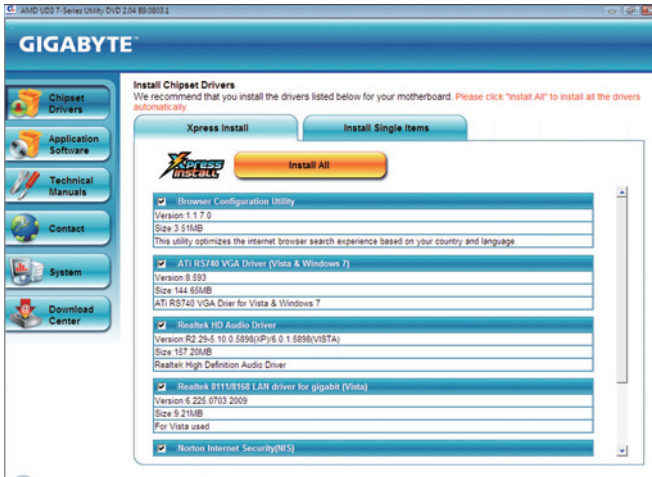 AMD UD3 7-Series Utility DVD 2.04 B9.0803.1
GIGABYTE™
Chipset
Drivers
Application
Software
Technical
Manuals
Contact
System
Download
Center
Install Chipset Drivers
We recommend that you install the drivers listed below for your motherboard. Please click "Install All" to install all the drivers
automatically.
Xpress Install
Install Single Items
Xpress
Install
Install All
Browser Configuration Utility
Version:1.1.7.0
Size:3.51MB
This utility optimizes the internet browser search experience based on your country and language.
ATi RS740 VGA Driver (Vista & Windows 7)
Version:8.593
Size:144.65MB
ATi RS740 VGA Drier for Vista & Windows 7
Realtek HD Audio Driver
Version:R2.29-5.10.0.5898(XP)/6.0.1.5898(VISTA)
Size:157.20MB
Realtek High Definition Audio Driver
Realtek 8111/8168 LAN driver for gigabit (Vista)
Version:6.225.0703.2009
Size:9.21MB
For Vista used
Norton Internet Security(NIS)